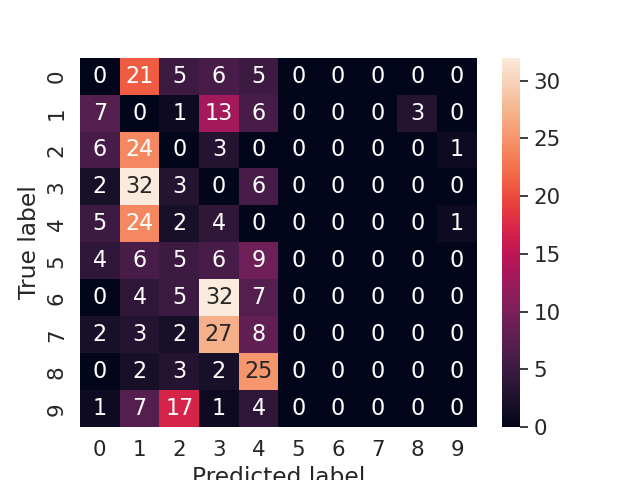 0 0 21 5 6 5 0 0 0 0 0
1 7 0 1 13 6 0 0 0 3 0
2 6 24 0 3 0 0 0 0 0 1
3 2 32 3 0 6 0 0 0 0 0
4 5 24 2 4 0 0 0 0 0 1
5 4 6 5 6 9 0 0 0 0 0
6 0 4 5 32 7 0 0 0 0 0
7 2 3 2 27 8 0 0 0 0 0
8 0 2 3 2 25 0 0 0 0 0
9 1 7 17 1 4 0 0 0 0 0
0 1 2 3 4 5 6 7 8 9
Predicted label
True label
30
25
20
15
10
5
0